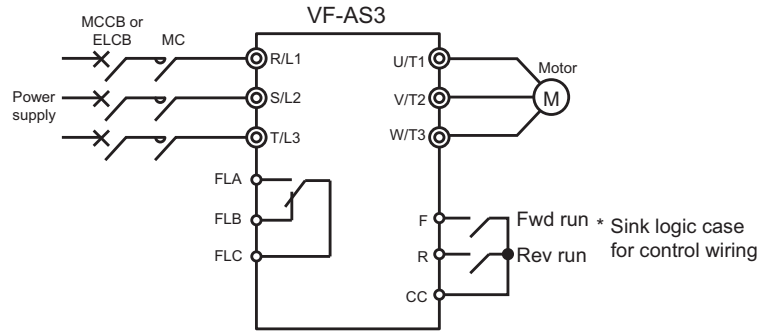 VF-AS3
MCCB or
ELCB
MC
R/L1
U/T1
Motor
Power
supply
S/L2
V/T2
M
T/L3
W/T3
FLA
FLB
F
Fwd run
* Sink logic case
for control wiring
FLC
R
Rev run
CC